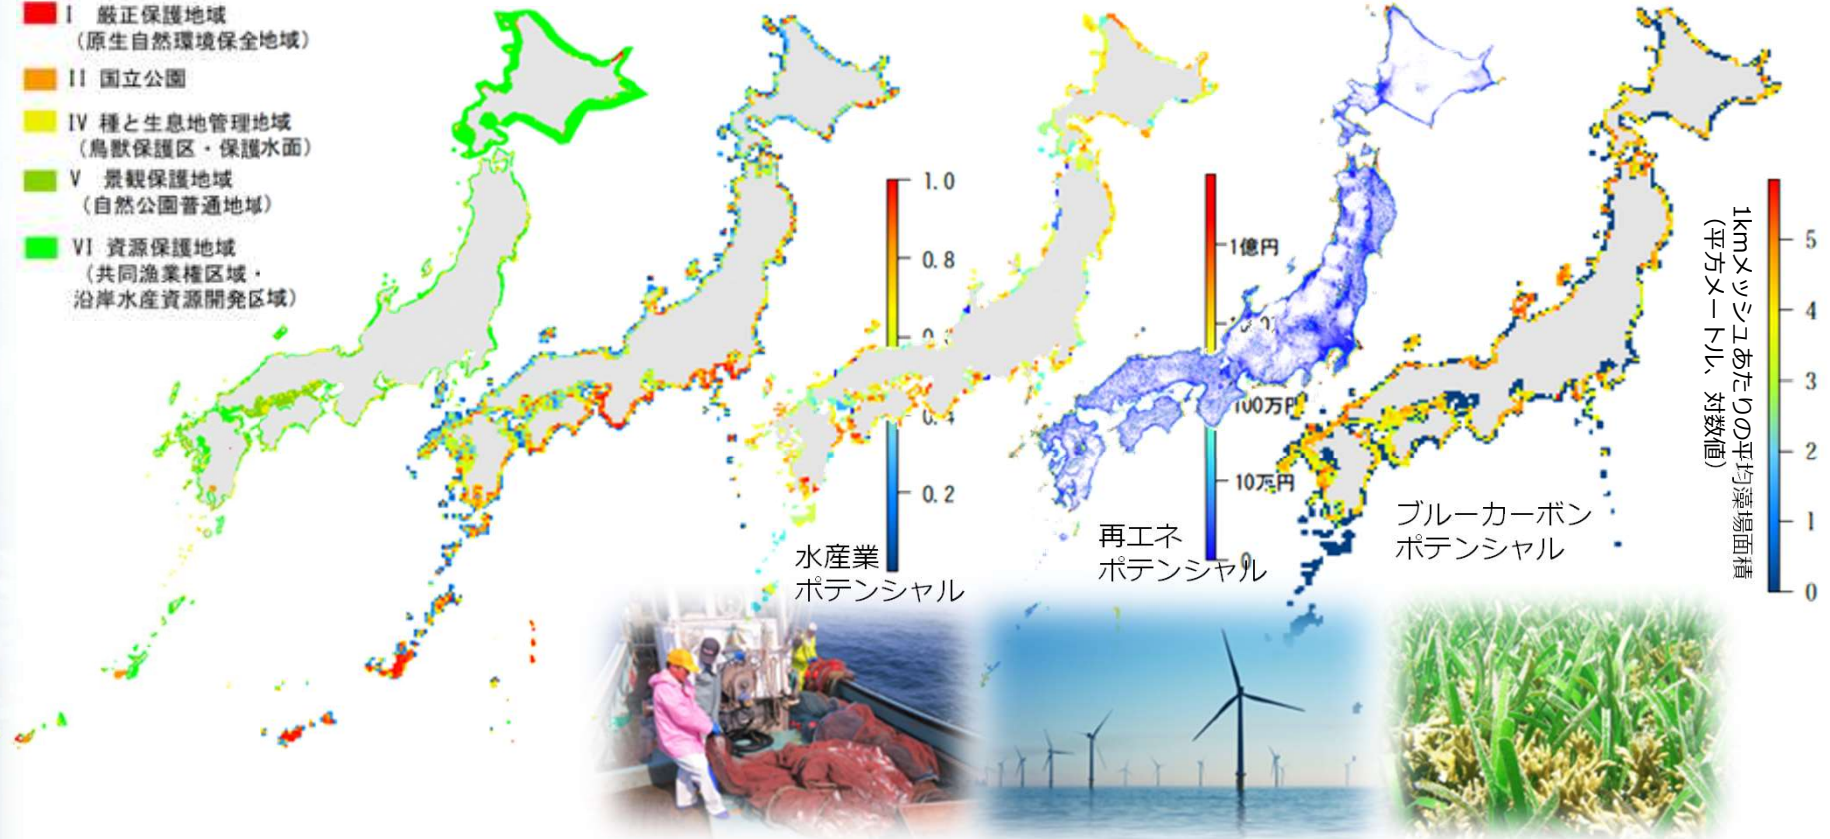 I 厳正保護地域
（原生自然環境保全地域）
II 国立公園
IV 種と生息地管理地域
（鳥獣保護区・保護水面）
V 景観保護地域
（自然公園普通地域）
VI 資源保護地域
（共同漁業権区域・
沿岸水産資源開発区域）
1.0
0.8
0.4
0.2
水産業
ポテンシャル
1億円
100万円
10万円
0
再エネ
ポテンシャル
ブルーカーボン
ポテンシャル
1kmメッシュあたりの平均藻場面積
（平方メートル、対数値）
5
4
3
2
1
0